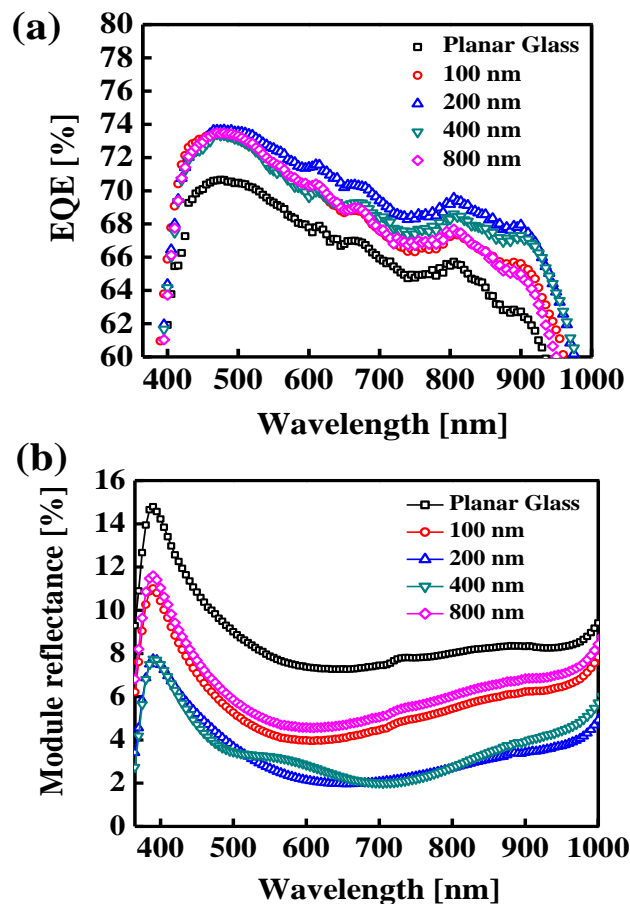 (a)
80
78
76
74
72
70
68
66
64
62
60
EQE [%]
Planar Glass
100 nm
200 nm
400 nm
800 nm
400 500 600 700 800 900 1000
Wavelength [nm]
(b)
16
14
12
10
8
6
4
2
0
Module reflectance [%]
Planar Glass
100 nm
200 nm
400 nm
800 nm
400 500 600 700 800 900 1000
Wavelength [nm]